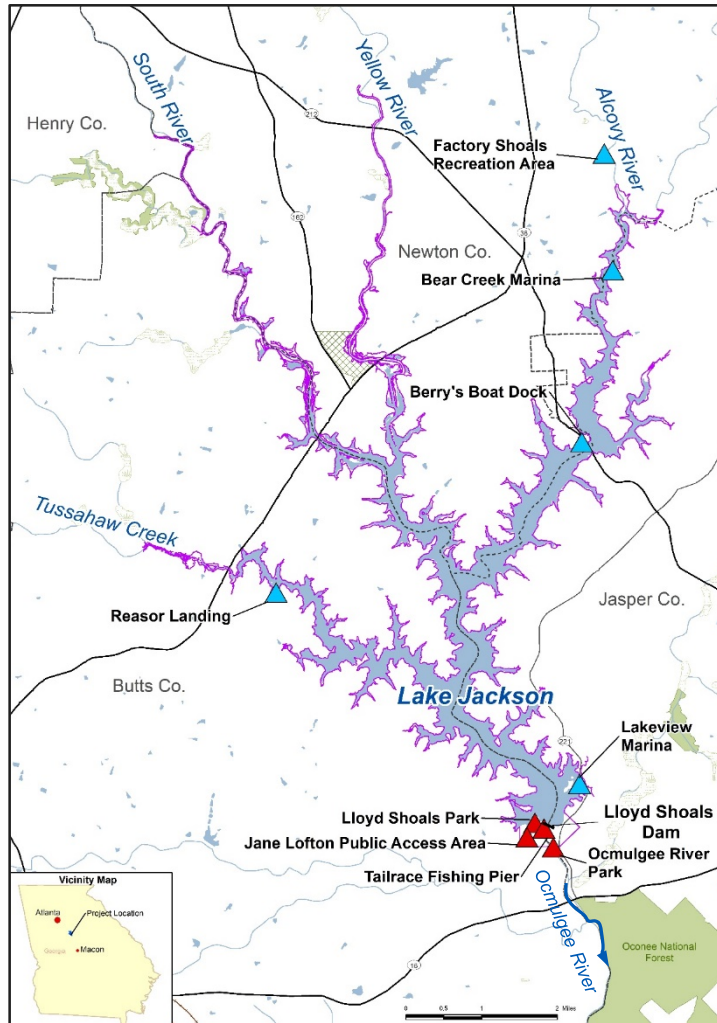 South River
Yellow River
Alcovy River
Henry Co.
212
Factory Shoals
Recreation Area
162
36
Newton Co.
Bear Creek Marina
Berry's Boat Dock
Tussahaw Creek
Reasor Landing
Jasper Co.
Butts Co.
Lake Jackson
221
Lakeview
Marina
Lloyd Shoals Park
Lloyd Shoals
Dam
Jane Lofton Public Access Area
Ocmulgee River
Park
Tailrace Fishing Pier
Ocmulgee River
Oconee National
Forest
16
Vicinity Map
Atlanta
Project Location
Georgia
Macon
0 0.5 1 2 Miles